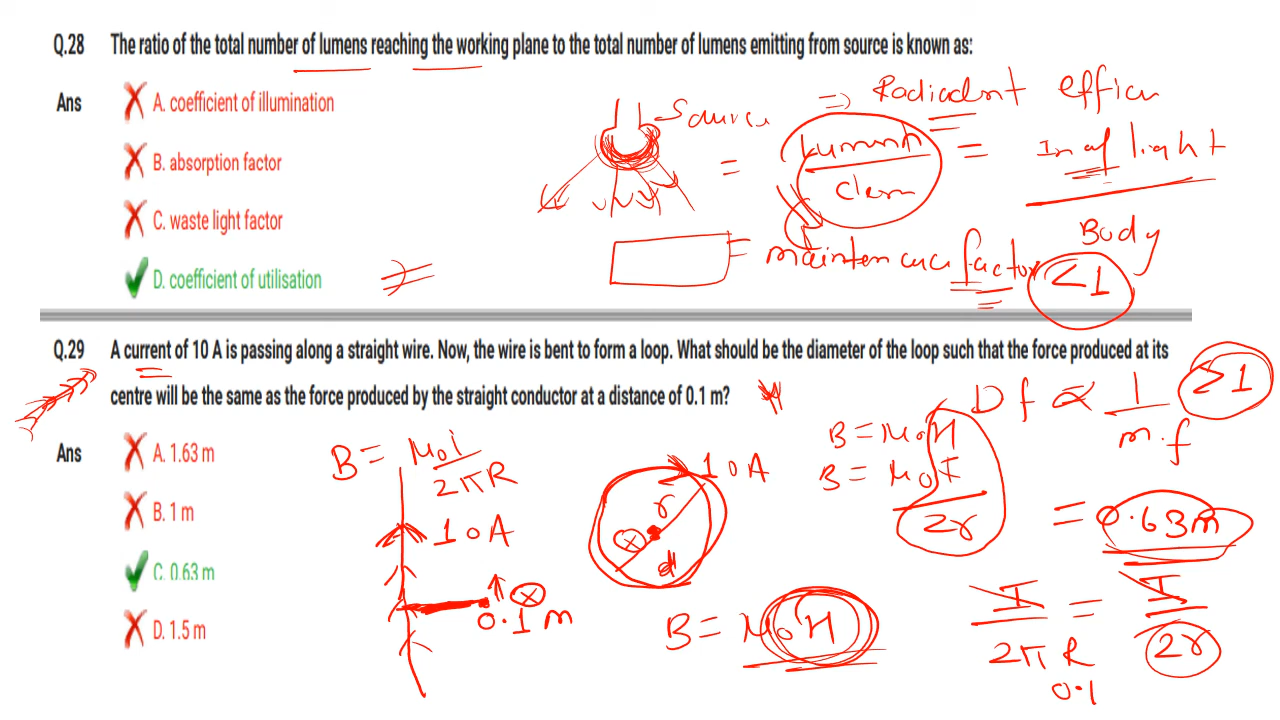 Q.28 The ratio of the total number of lumens reaching the working plane to the total number of lumens emitting from source is known as:
Ans A. coefficient of illumination
B. absorption factor
C. waste light factor
D. coefficient of utilisation
Source
⇒ Radiadnt
=
= In of light
Body
= factor <1
Q.29 A current of 10 A is passing along a straight wire. Now, the wire is bent to form a loop. What should be the diameter of the loop such that the force produced at its
centre will be the same as the force produced by the straight conductor at a distance of 0.1 m?
Ans A. 1.63 m
B. 1 m
C. 0.63 m
D. 1.5 m
Df ∝ 1 / m.f >1
B = μ₀i / 2πR
10A
0.1 m
10A
r
d
B = μ₀H
B = μ₀I / 2r
= 0.63m
B = μ₀H
I / 2πR = I / 2r
0.1